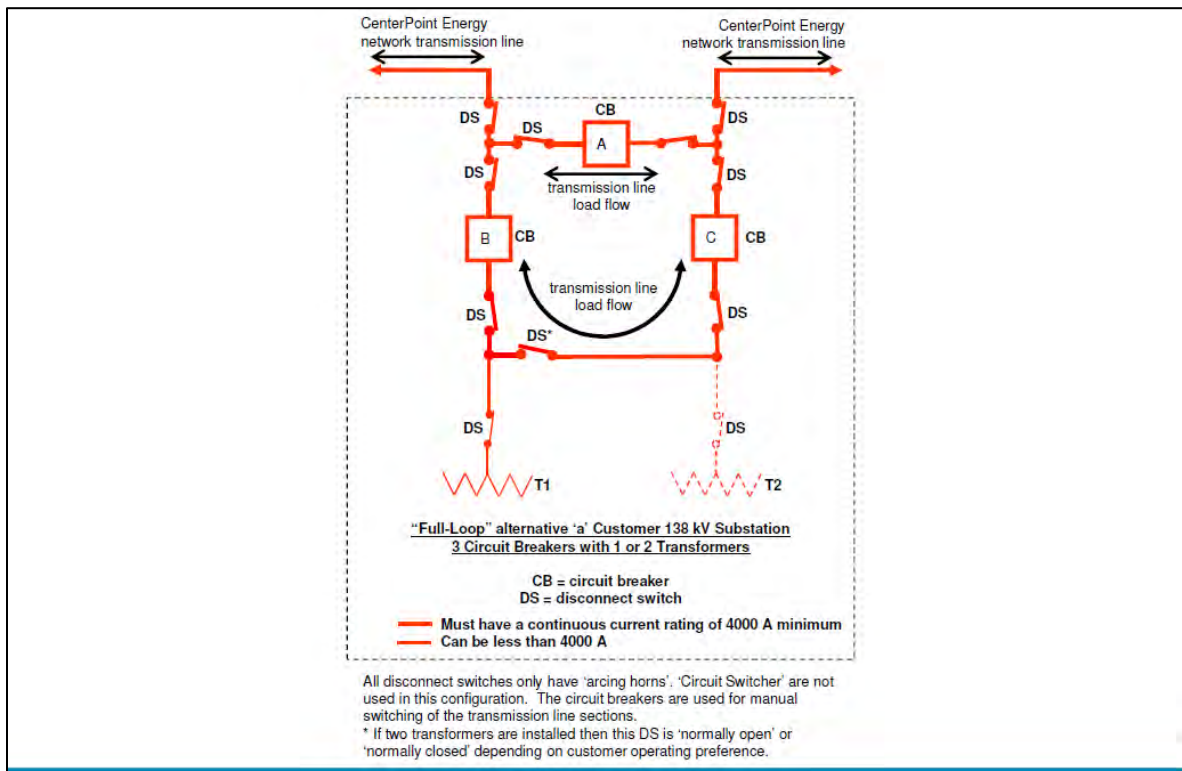 CenterPoint Energy
network transmission line
CenterPoint Energy
network transmission line
DS
DS
CB
A
DS
DS
DS
transmission line
load flow
B
CB
C
CB
transmission line
load flow
DS
DS*
DS
DS
DS
T1
T2
“Full-Loop” alternative ‘a’ Customer 138 kV Substation
3 Circuit Breakers with 1 or 2 Transformers
CB = circuit breaker
DS = disconnect switch
Must have a continuous current rating of 4000 A minimum
Can be less than 4000 A
All disconnect switches only have ‘arcing horns’. ‘Circuit Switcher’ are not
used in this configuration. The circuit breakers are used for manual
switching of the transmission line sections.
* If two transformers are installed then this DS is ‘normally open’ or
‘normally closed’ depending on customer operating preference.